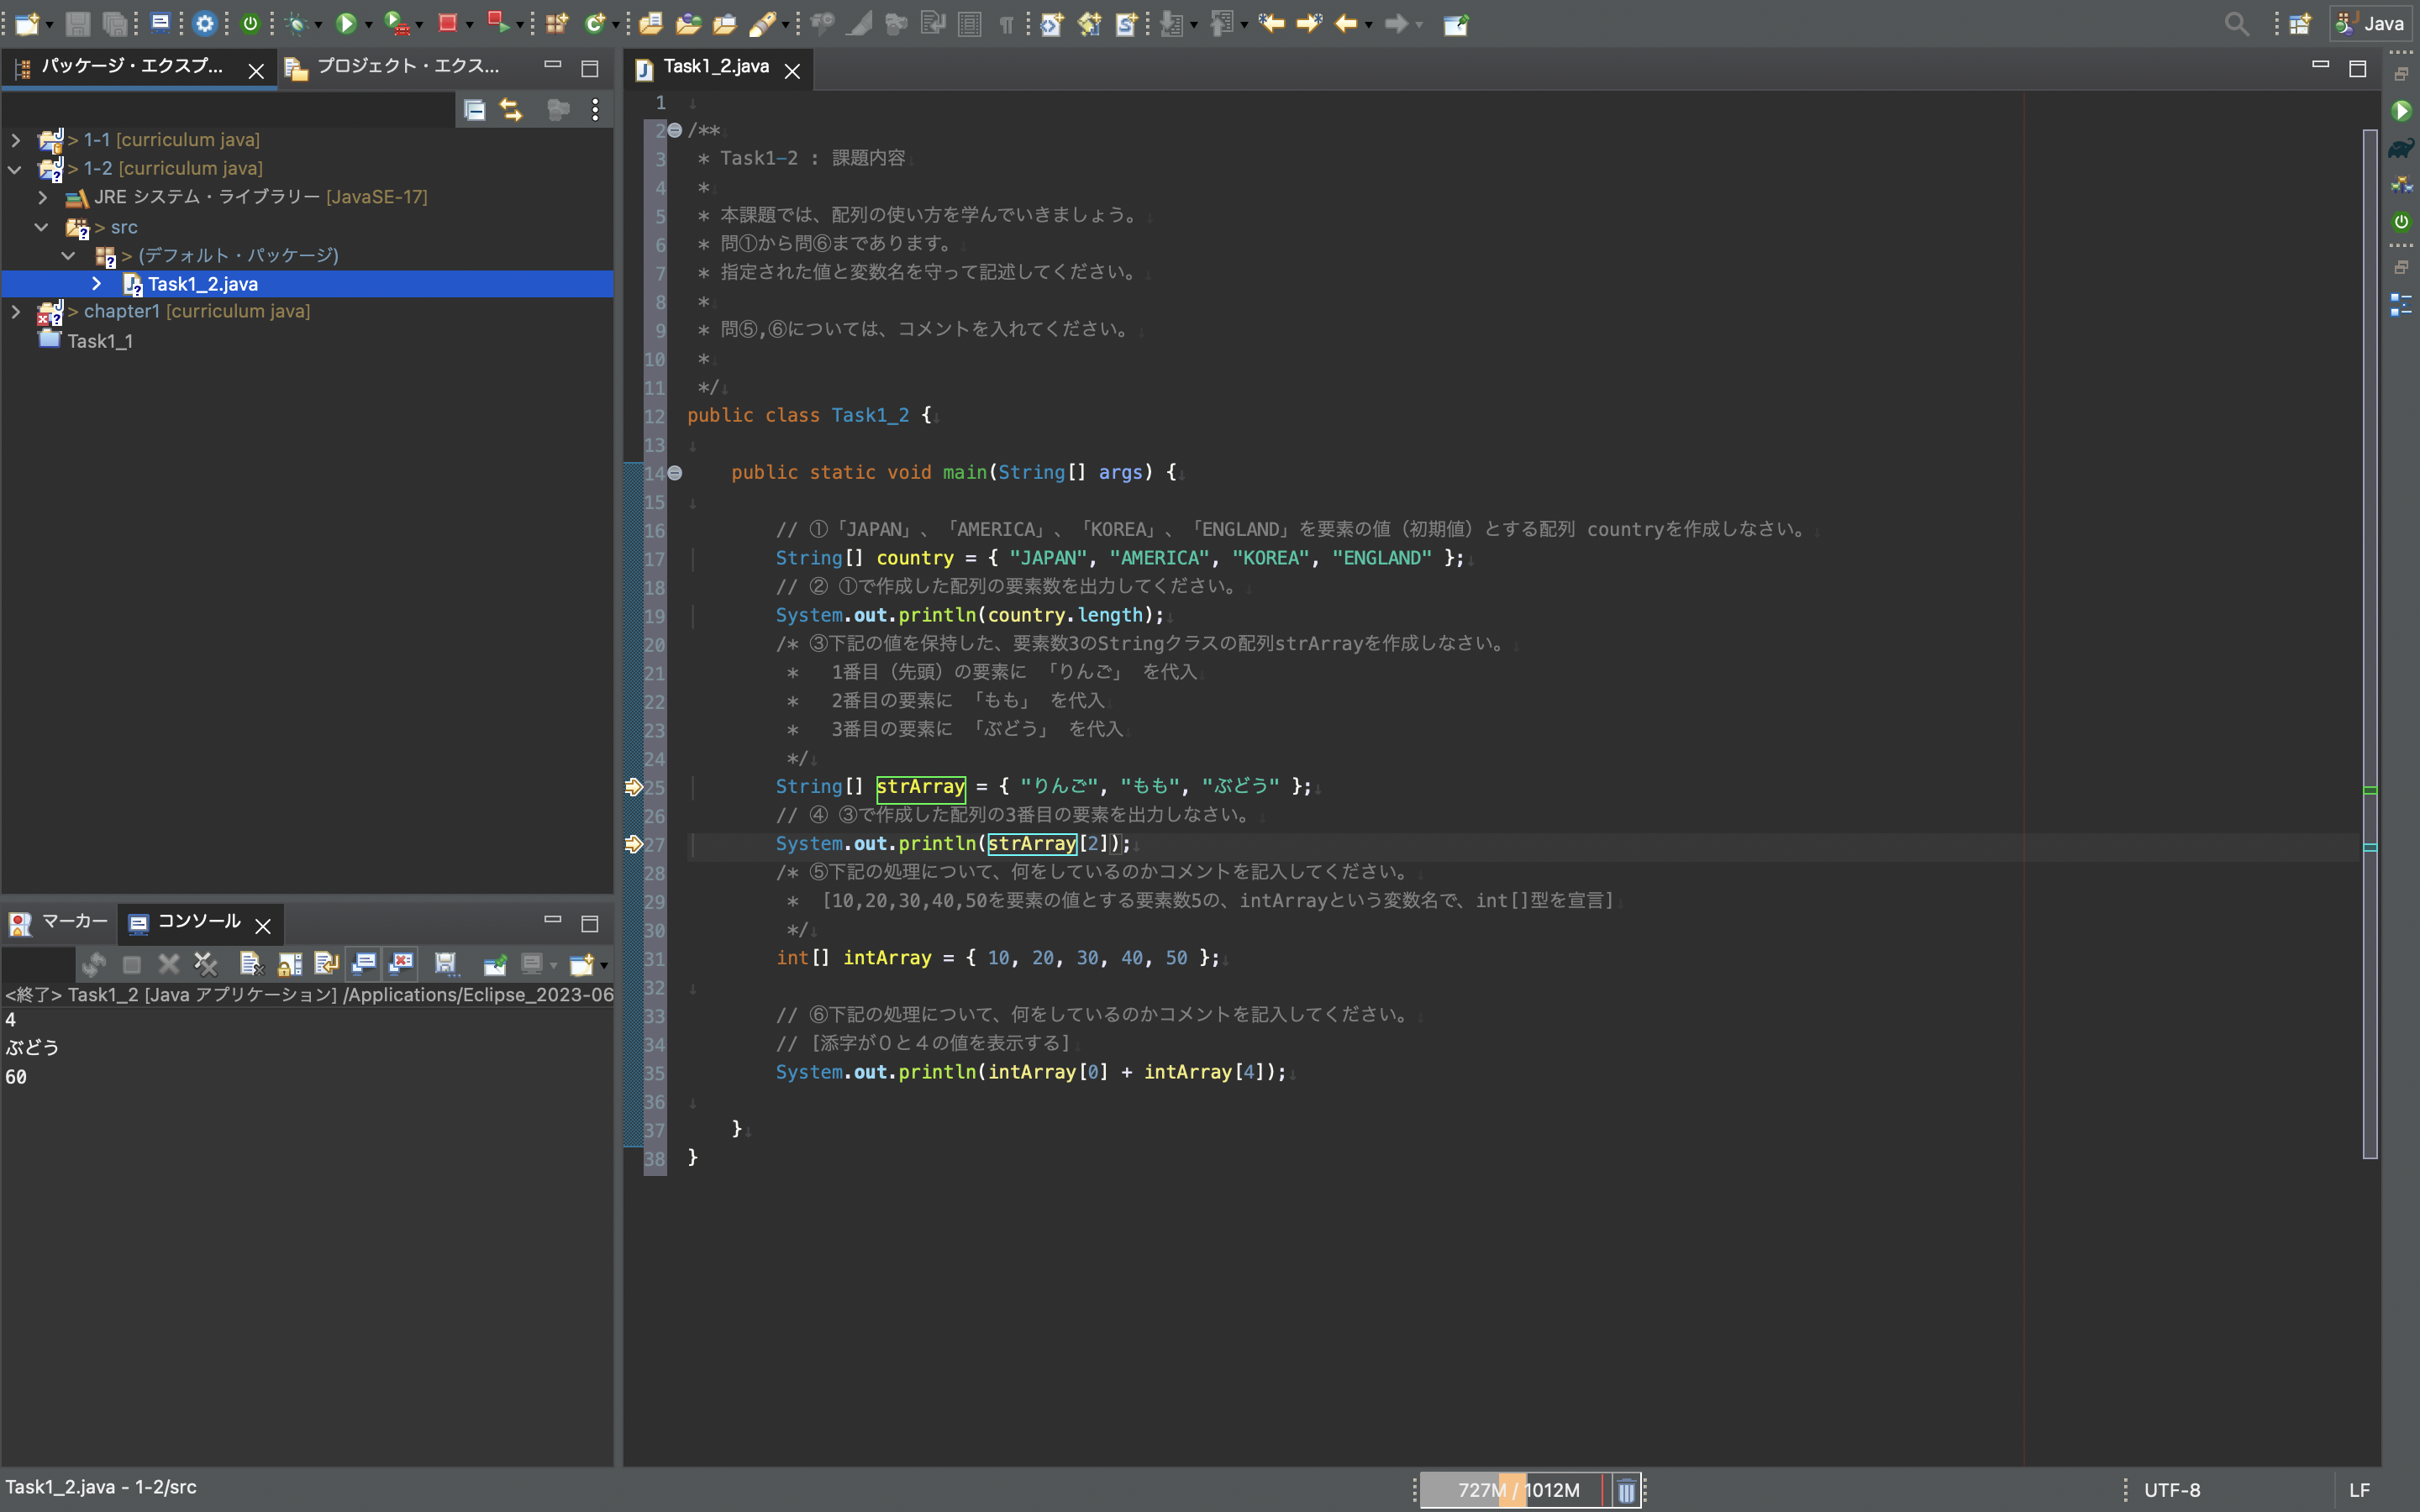 Java
パッケージ・エクスプ...
プロジェクト・エクス...
> 1-1 [curriculum java]
> 1-2 [curriculum java]
JRE システム・ライブラリー [JavaSE-17]
> src
> (デフォルト・パッケージ)
Task1_2.java
> chapter1 [curriculum java]
Task1_1
マーカー
コンソール
<終了> Task1_2 [Java アプリケーション] /Applications/Eclipse_2023-06
4
ぶどう
60
Task1_2.java
1
2 /**
3 * Task1-2 : 課題内容
4 *
5 * 本課題では、配列の使い方を学んでいきましょう。
6 * 問①から問⑥まであります。
7 * 指定された値と変数名を守って記述してください。
8 *
9 * 問⑤,⑥については、コメントを入れてください。
10 *
11 */
12 public class Task1_2 {
13
14 public static void main(String[] args) {
15
16 // ①「JAPAN」、「AMERICA」、「KOREA」、「ENGLAND」を要素の値（初期値）とする配列 countryを作成しなさい。
17 String[] country = { "JAPAN", "AMERICA", "KOREA", "ENGLAND" };
18 // ② ①で作成した配列の要素数を出力してください。
19 System.out.println(country.length);
20 /* ③下記の値を保持した、要素数3のStringクラスの配列strArrayを作成しなさい。
21 * 1番目（先頭）の要素に 「りんご」 を代入
22 * 2番目の要素に 「もも」 を代入
23 * 3番目の要素に 「ぶどう」 を代入
24 */
25 String[] strArray = { "りんご", "もも", "ぶどう" };
26 // ④ ③で作成した配列の3番目の要素を出力しなさい。
27 System.out.println(strArray[2]);
28 /* ⑤下記の処理について、何をしているのかコメントを記入してください。
29 * [10,20,30,40,50を要素の値とする要素数5の、intArrayという変数名で、int[]型を宣言]
30 */
31 int[] intArray = { 10, 20, 30, 40, 50 };
32
33 // ⑥下記の処理について、何をしているのかコメントを記入してください。
34 // [添字が０と４の値を表示する]
35 System.out.println(intArray[0] + intArray[4]);
36
37 }
38 }
Task1_2.java - 1-2/src
727M / 1012M
UTF-8
LF